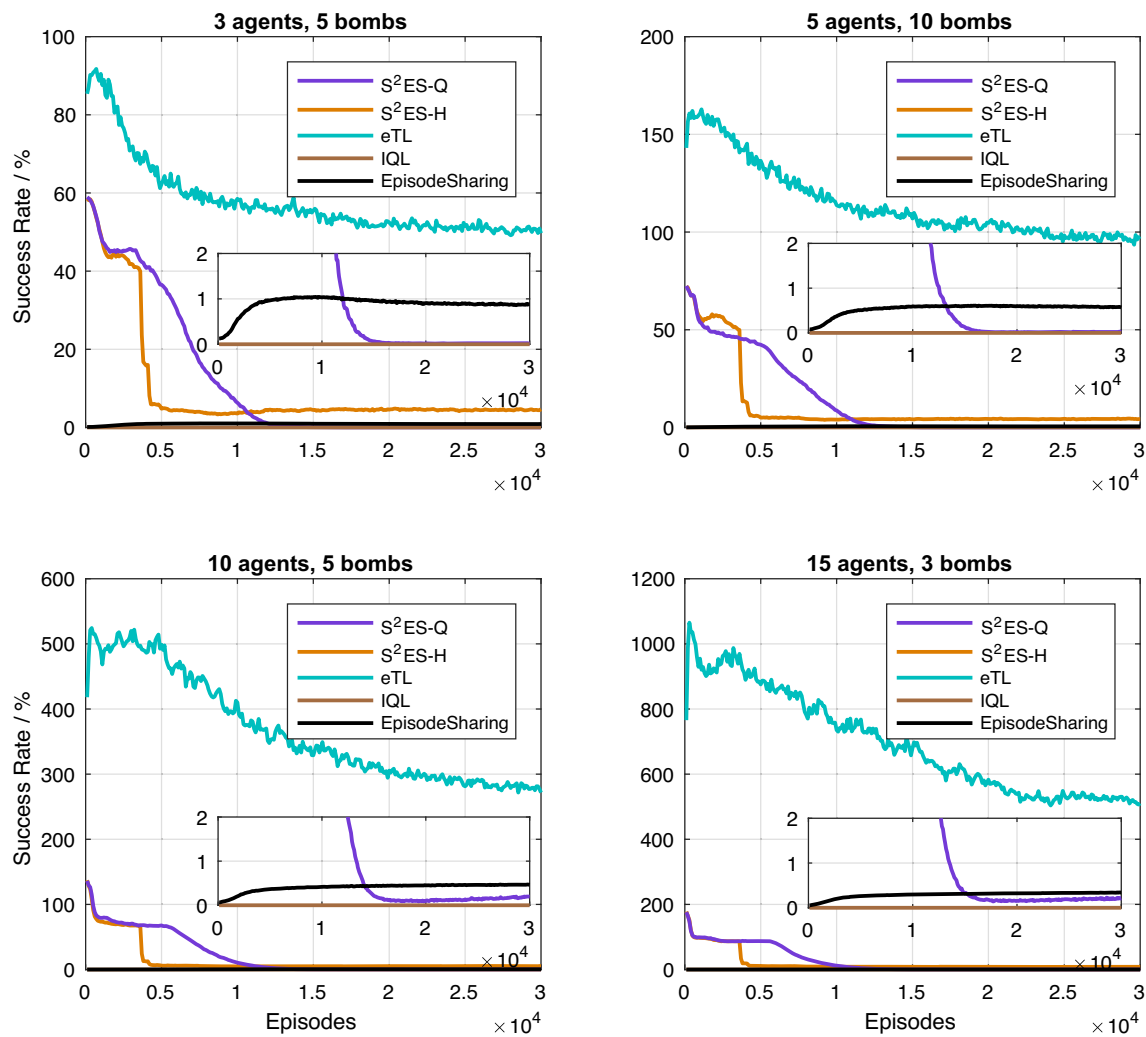 3 agents, 5 bombs
Success Rate / %
100
80
60
40
20
0
S²ES-Q
S²ES-H
eTL
IQL
EpisodeSharing
2
1
0
0 1 2 3
× 10⁴
0 0.5 1 1.5 2 2.5 3
× 10⁴
5 agents, 10 bombs
200
150
100
50
0
S²ES-Q
S²ES-H
eTL
IQL
EpisodeSharing
2
1
0
0 1 2 3
× 10⁴
0 0.5 1 1.5 2 2.5 3
× 10⁴
10 agents, 5 bombs
Success Rate / %
600
500
400
300
200
100
0
S²ES-Q
S²ES-H
eTL
IQL
EpisodeSharing
2
1
0
0 1 2 3
× 10⁴
0 0.5 1 1.5 2 2.5 3
Episodes
× 10⁴
15 agents, 3 bombs
1200
1000
800
600
400
200
0
S²ES-Q
S²ES-H
eTL
IQL
EpisodeSharing
2
1
0
0 1 2 3
× 10⁴
0 0.5 1 1.5 2 2.5 3
Episodes
× 10⁴